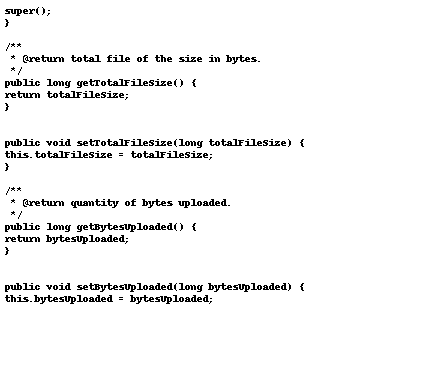 super();
}
/**
* @return total file of the size in bytes.
*/
public long getTotalFileSize() {
return totalFileSize;
}
public void setTotalFileSize(long totalFileSize) {
this.totalFileSize = totalFileSize;
}
/**
* @return quantity of bytes uploaded.
*/
public long getBytesUploaded() {
return bytesUploaded;
}
public void setBytesUploaded(long bytesUploaded) {
this.bytesUploaded = bytesUploaded;